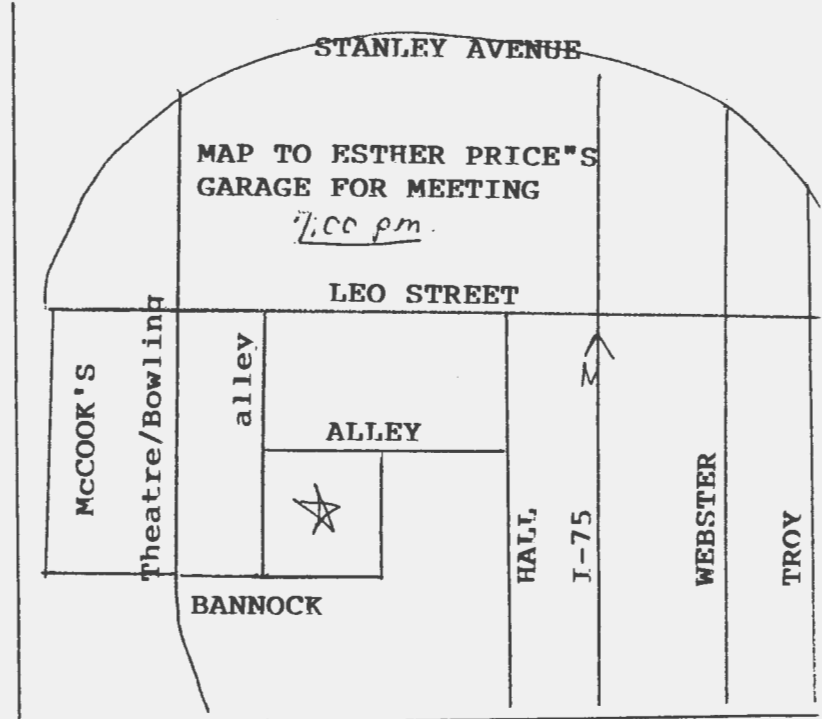 STANLEY AVENUE
MAP TO ESTHER PRICE"S
GARAGE FOR MEETING
7:00 pm.
LEO STREET
McCOOK'S
Theatre/Bowling
alley
ALLEY
N
HALL
I-75
WEBSTER
TROY
BANNOCK